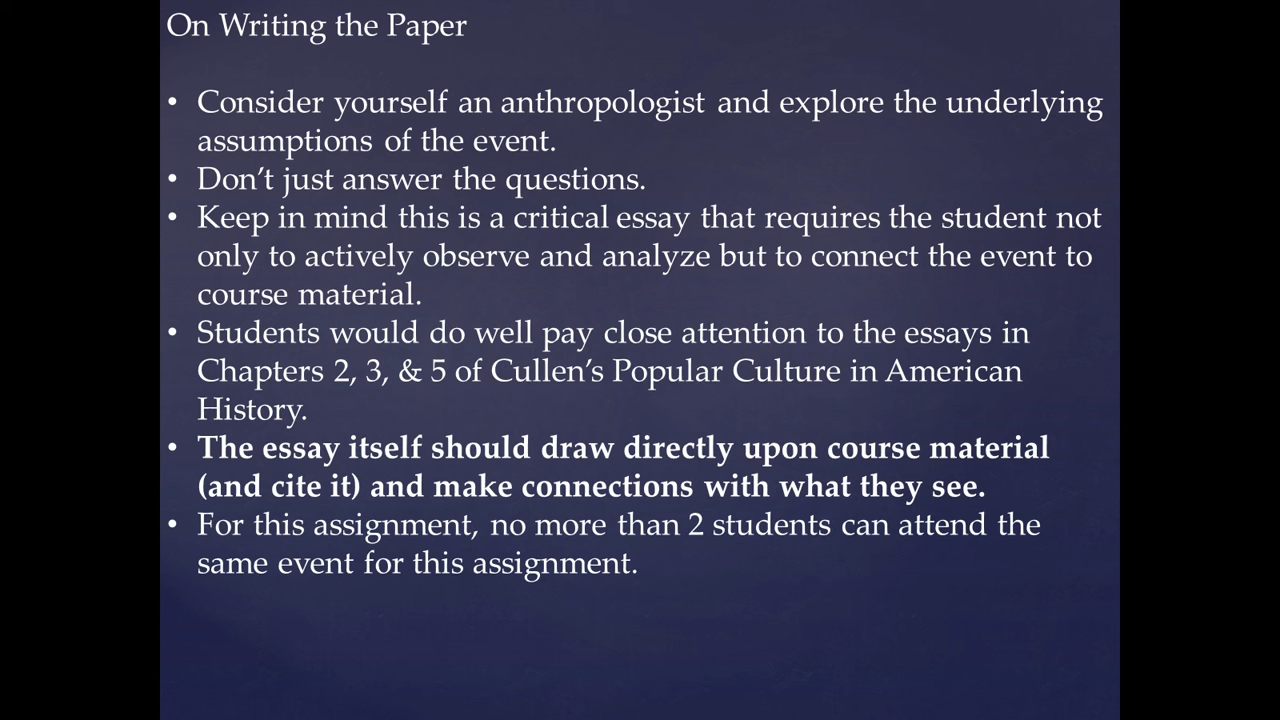 On Writing the Paper
• Consider yourself an anthropologist and explore the underlying
assumptions of the event.
• Don’t just answer the questions.
• Keep in mind this is a critical essay that requires the student not
only to actively observe and analyze but to connect the event to
course material.
• Students would do well pay close attention to the essays in
Chapters 2, 3, & 5 of Cullen’s Popular Culture in American
History.
• The essay itself should draw directly upon course material
(and cite it) and make connections with what they see.
• For this assignment, no more than 2 students can attend the
same event for this assignment.